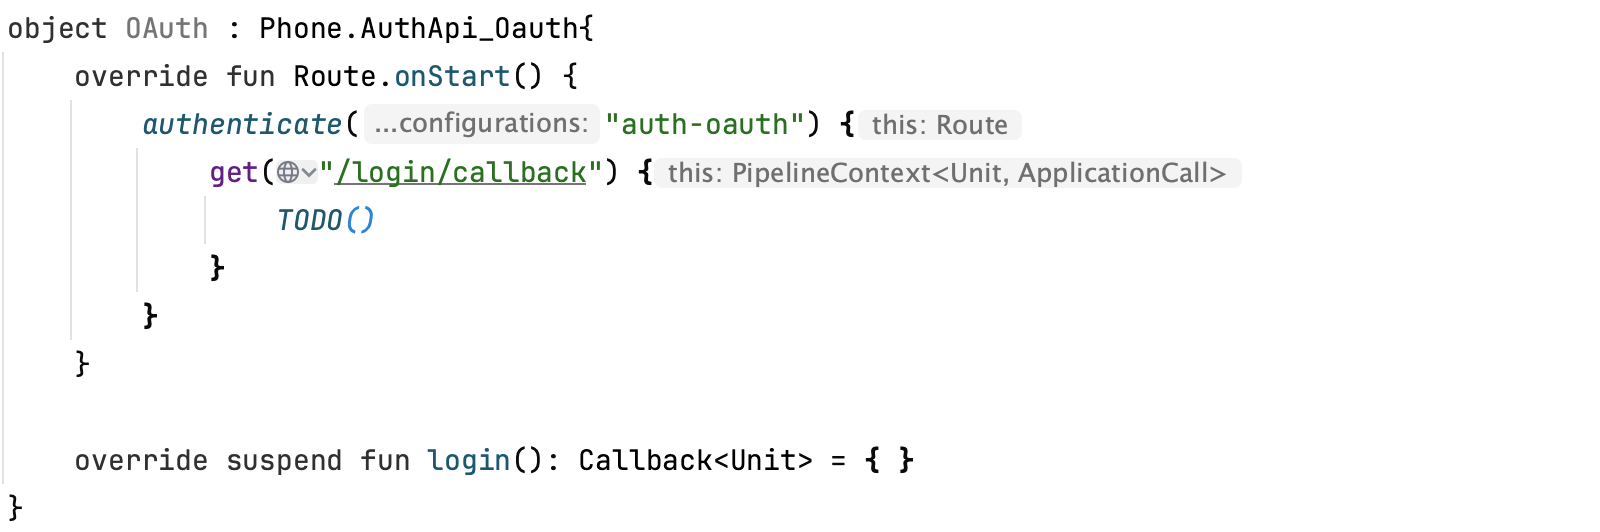 object OAuth : Phone.AuthApi_Oauth{
override fun Route.onStart() {
authenticate( ...configurations: "auth-oauth") { this: Route
get("/login/callback") { this: PipelineContext<Unit, ApplicationCall>
TODO()
}
}
}
override suspend fun login(): Callback<Unit> = { }
}